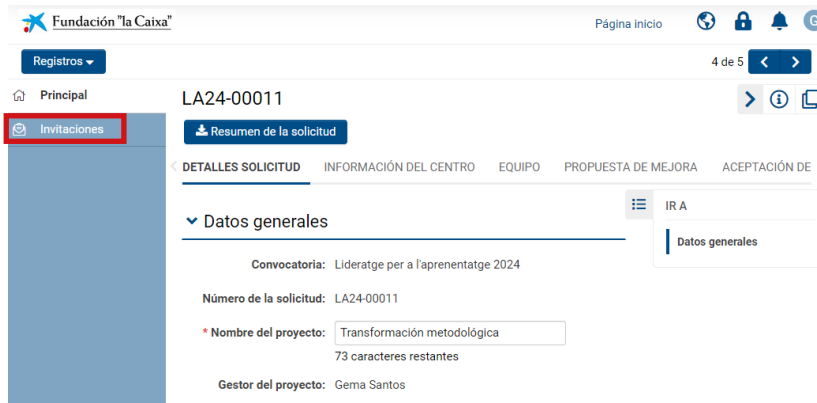 Fundación "la Caixa"
Página inicio
G
Registros
4 de 5
Principal
LA24-00011
Invitaciones
Resumen de la solicitud
DETALLES SOLICITUD INFORMACIÓN DEL CENTRO EQUIPO PROPUESTA DE MEJORA ACEPTACIÓN DE
IR A
Datos generales
Datos generales
Convocatoria: Lideratge per a l'aprenentatge 2024
Número de la solicitud: LA24-00011
* Nombre del proyecto: Transformación metodológica
73 caracteres restantes
Gestor del proyecto: Gema Santos